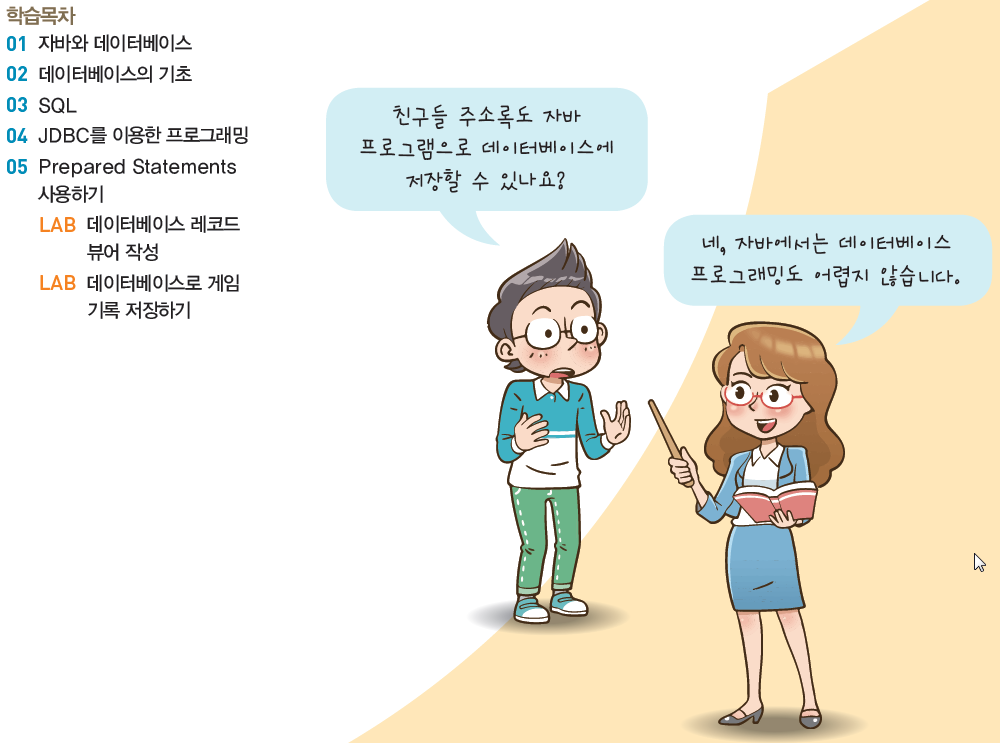 학습목차
01 자바와 데이터베이스
02 데이터베이스의 기초
03 SQL
04 JDBC를 이용한 프로그래밍
05 Prepared Statements
사용하기
LAB 데이터베이스 레코드
뷰어 작성
LAB 데이터베이스로 게임
기록 저장하기
친구들 주소록도 자바
프로그램으로 데이터베이스에
저장할 수 있나요?
네, 자바에서는 데이터베이스
프로그래밍도 어렵지 않습니다.